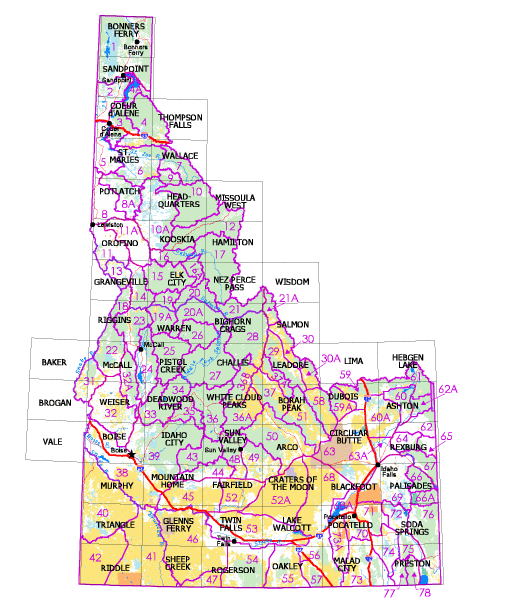 BONNERS
FERRY
1
Bonners
Ferry
SANDPOINT
Sandpoint
2
4A
COEUR
d'ALENE
3
4
Coeur
d'Alene
THOMPSON
FALLS
ST.
MARIES
WALLACE
5
6
9
7
POTLATCH
8A
HEAD-
QUARTERS
10
MISSOULA
WEST
8
Lewiston
11A
10A
12
OROFINO
KOOSKIA
HAMILTON
11
16
17
13
GRANGEVILLE
15
ELK
CITY
NEZ PERCE
PASS
WISDOM
14
19
20
21A
18
RIGGINS
23
19A
20A
21
WARREN
BIGHORN
CRAGS
SALMON
26
28
30
McCall
22
25
29
30A
BAKER
McCALL
24
PISTOL
CREEK
CHALLIS
LEADORE
LIMA
HEBGEN
LAKE
59
61
31
27
37
62A
BROGAN
WEISER
34
DEADWOOD
RIVER
WHITE CLOUD
PEAKS
BORAH
PEAK
58
DUBOIS
59A
ASHTON
62
32
33
35
36
36A
51
60A
VALE
BOISE
IDAHO
CITY
SUN
VALLEY
50
CIRCULAR
BUTTE
64
65
REXBURG
Boise
39
43
48
Sun Valley
49
ARCO
63
63A
67
44
Idaho
Falls
38
MOUNTAIN
HOME
FAIRFIELD
CRATERS
OF THE MOON
68
BLACKFOOT
PALISADES
66
MURPHY
45
52
52A
69
66A
40
TRIANGLE
GLENNS
FERRY
TWIN
FALLS
53
LAKE
WALCOTT
Pocatello
POCATELLO
71
72
76
SODA
SPRINGS
46
Twin
Falls
70
42
41
54
56
74
75
RIDDLE
SHEEP
CREEK
47
ROGERSON
OAKLEY
55
57
MALAD
CITY
73
PRESTON
77
78